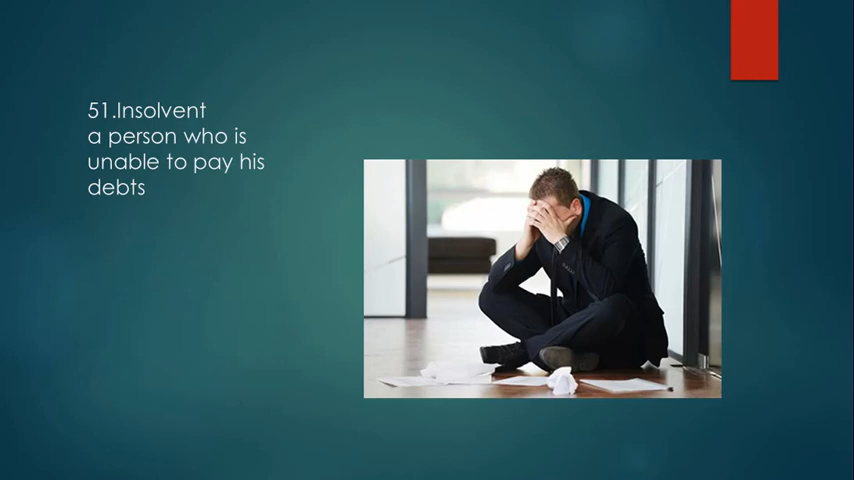 51.Insolvent
a person who is
unable to pay his
debts